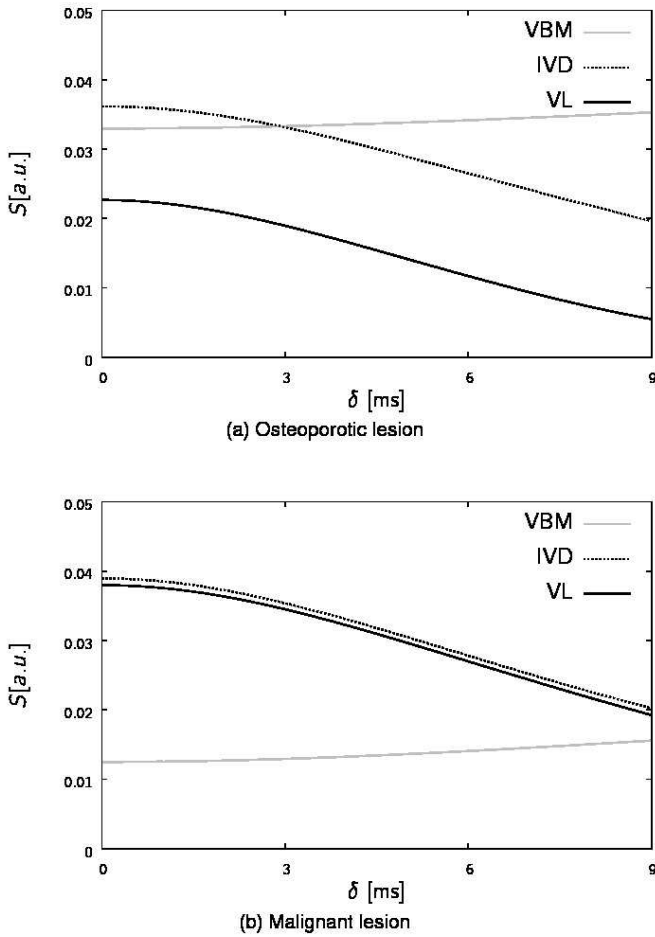 0.05
0.04
0.03
0.02
0.01
0
S[a.u.]
VBM
IVD
VL
0 3 6 9
δ [ms]
(a) Osteoporotic lesion
0.05
0.04
0.03
0.02
0.01
0
S[a.u.]
VBM
IVD
VL
0 3 6 9
δ [ms]
(b) Malignant lesion